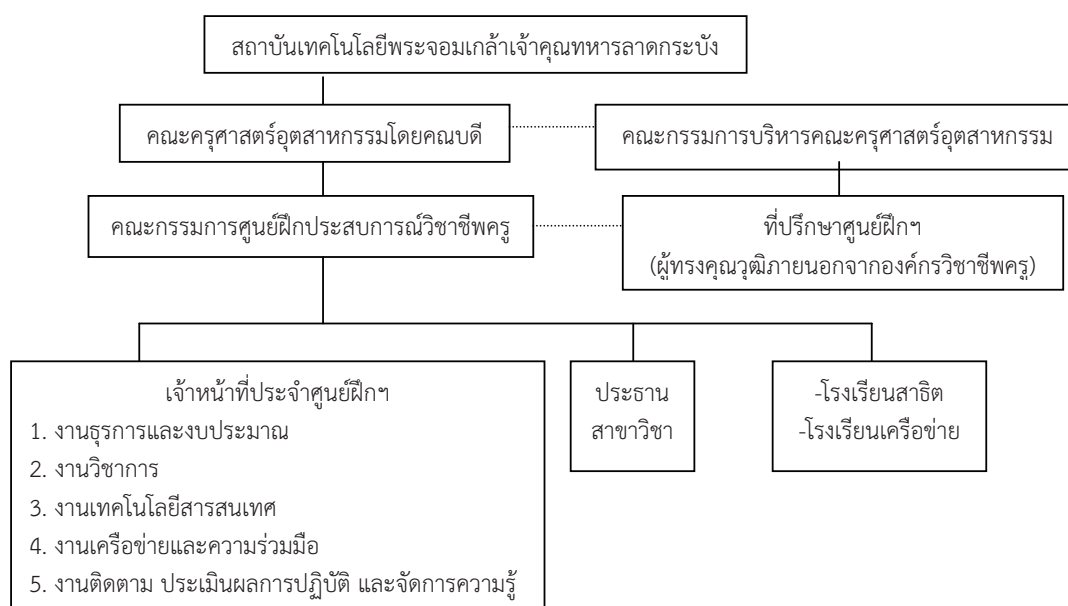 สถาบันเทคโนโลยีพระจอมเกล้าเจ้าคุณทหารลาดกระบัง
คณะครุศาสตร์อุตสาหกรรมโดยคณบดี
คณะกรรมการบริหารคณะครุศาสตร์อุตสาหกรรม
คณะกรรมการศูนย์ฝึกประสบการณ์วิชาชีพครู
ที่ปรึกษาศูนย์ฝึกฯ
(ผู้ทรงคุณวุฒิภายนอกจากองค์กรวิชาชีพครู)
เจ้าหน้าที่ประจำศูนย์ฝึกฯ
1. งานธุรการและงบประมาณ
2. งานวิชาการ
3. งานเทคโนโลยีสารสนเทศ
4. งานเครือข่ายและความร่วมมือ
5. งานติดตาม ประเมินผลการปฏิบัติ และจัดการความรู้
ประธาน
สาขาวิชา
-โรงเรียนสาธิต
-โรงเรียนเครือข่าย